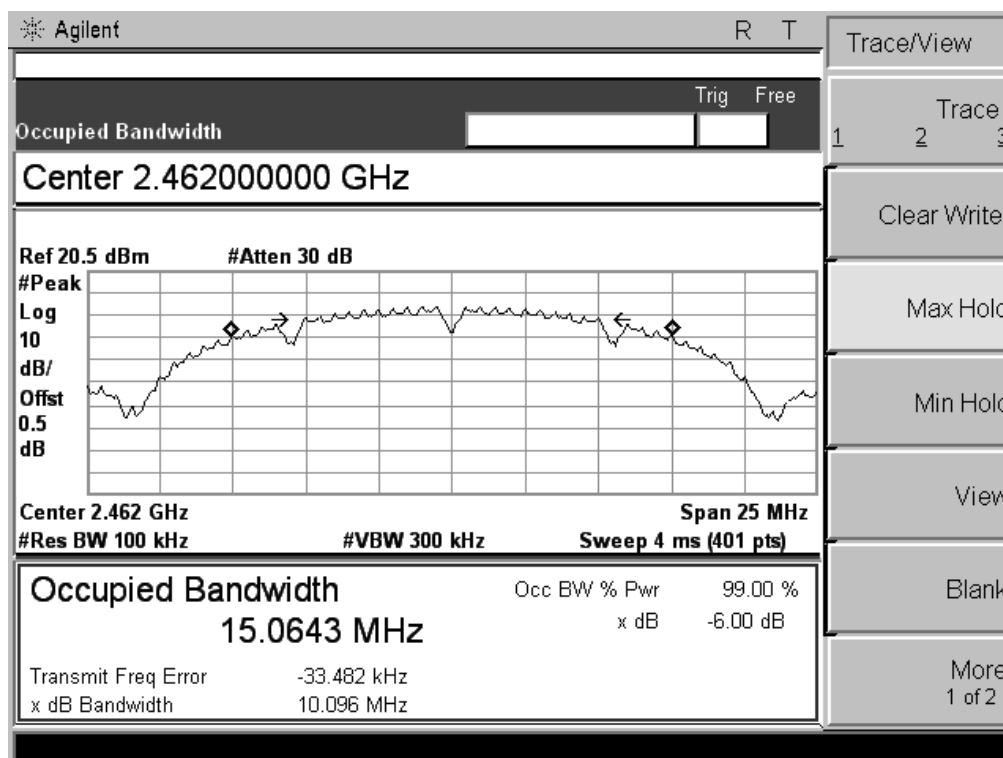 Agilent R T
Trace/View
Trig Free
Occupied Bandwidth
Trace
1 2 3
Center 2.462000000 GHz
Clear Write
Ref 20.5 dBm #Atten 30 dB
#Peak
Log
10
dB/
Offst
0.5
dB
Max Hold
Min Hold
Center 2.462 GHz Span 25 MHz
#Res BW 100 kHz #VBW 300 kHz Sweep 4 ms (401 pts)
View
Occupied Bandwidth
15.0643 MHz
Occ BW % Pwr 99.00 %
x dB -6.00 dB
Transmit Freq Error -33.482 kHz
x dB Bandwidth 10.096 MHz
Blank
More
1 of 2